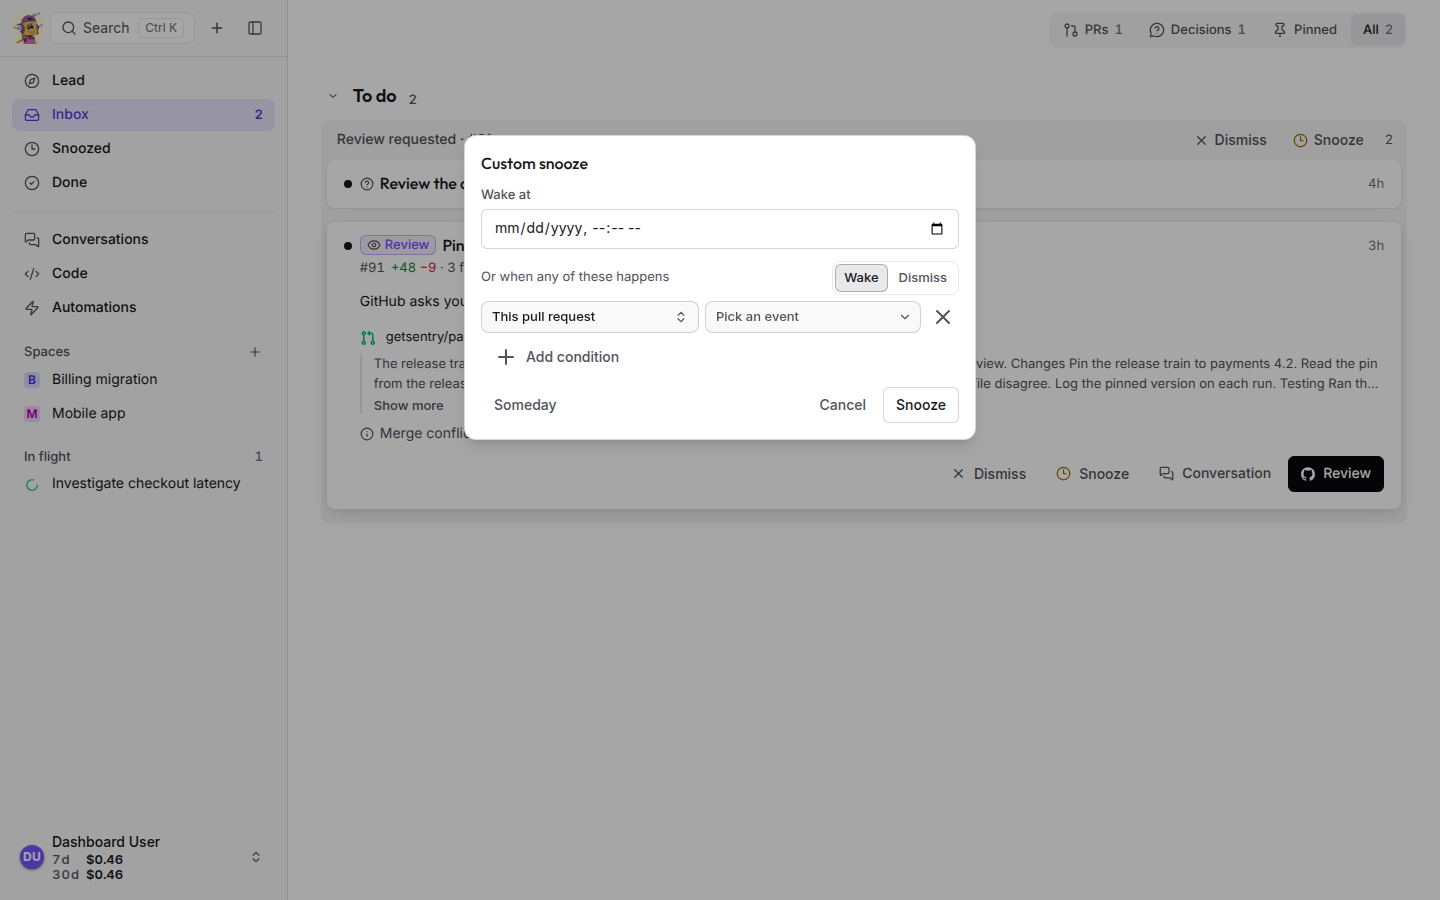 Search Ctrl K
PRs 1 Decisions 1 Pinned All 2
Lead
Inbox 2
Snoozed
Done
Conversations
Code
Automations
Spaces
B Billing migration
M Mobile app
In flight 1
Investigate checkout latency
DU Dashboard User
7d $0.46
30d $0.46
To do 2
Review requested · Dismiss Snooze 2
Review the 4h
Review Pin 3h
#91 +48 −9 · 3 f
GitHub asks you
getsentry/pa
The release tra view. Changes Pin the release train to payments 4.2. Read the pin
from the releas ile disagree. Log the pinned version on each run. Testing Ran th...
Show more
Merge conflic
Dismiss Snooze Conversation Review
Custom snooze
Wake at
mm/dd/yyyy, --:-- --
Or when any of these happens Wake Dismiss
This pull request Pick an event
Add condition
Someday Cancel Snooze